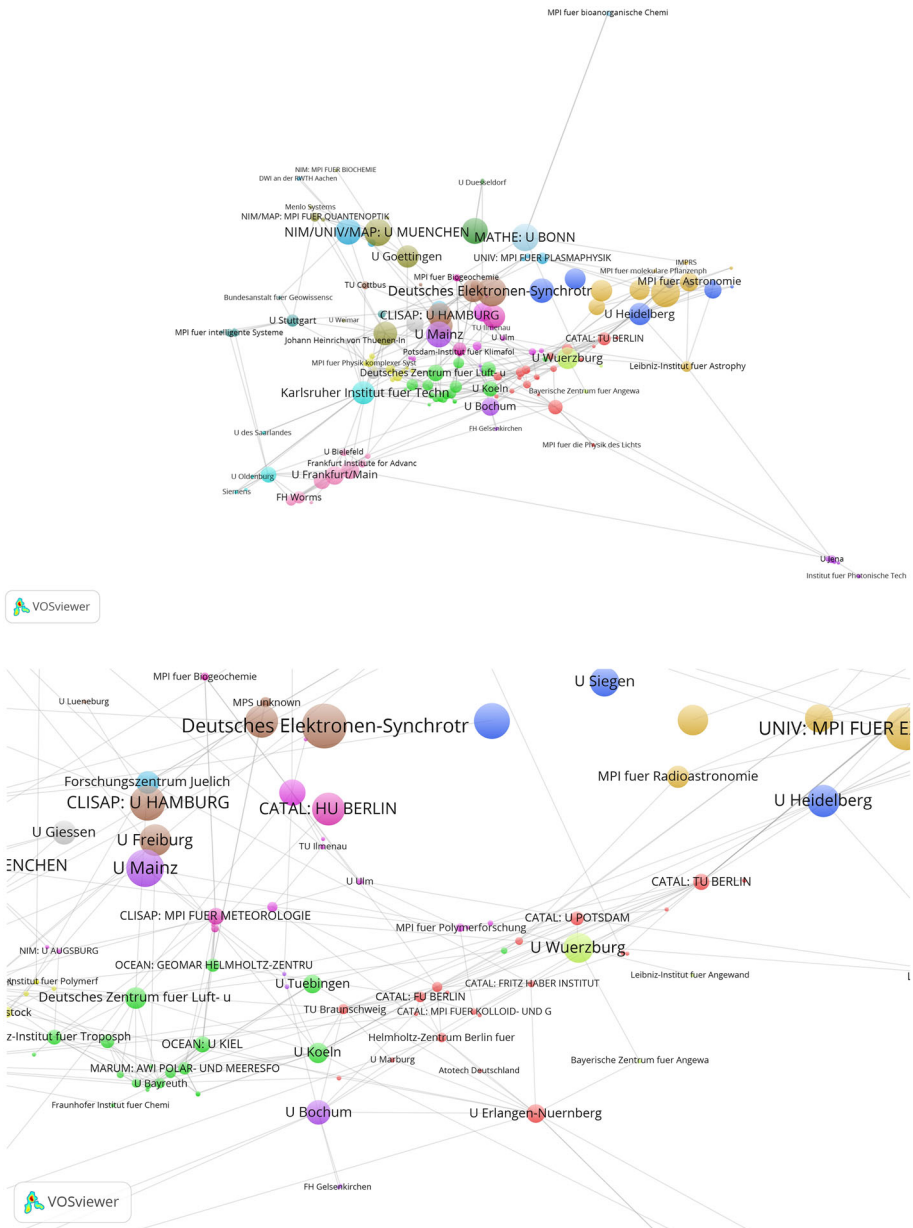 MPI fuer bioanorganische Chemi
NIM: MPI FUER BIOCHEMIE
DWI an der RWTH Aachen
U Duesseldorf
Menlo Systems
NIM/MAP: MPI FUER QUANTENOPTIK
NIM/UNIV/MAP: U MUENCHEN
MATHE: U BONN
U Goettingen
UNIV: MPI FUER PLASMAPHYSIK
IMPRS
MPI fuer molekulare Pflanzenph
MPI fuer Biogeochemie
MPI fuer Astronomie
TU Cottbus
Deutsches Elektronen-Synchrotr
Bundesanstalt fuer Geowissensc
U Stuttgart
U Weimar
CLISAP: U HAMBURG
U Heidelberg
TU Ilmenau
MPI fuer intelligente Systeme
U Mainz
U Ulm
CATAL: TU BERLIN
Johann Heinrich von Thuenen-In
Potsdam-Institut fuer Klimafol
U Wuerzburg
MPI fuer Physik komplexer Syst
Leibniz-Institut fuer Astrophy
Deutsches Zentrum fuer Luft- u
U Koeln
Bayerische Zentrum fuer Angewa
Karlsruher Institut fuer Techn
U Bochum
FH Gelsenkirchen
U des Saarlandes
MPI fuer die Physik des Lichts
U Bielefeld
Frankfurt Institute for Advanc
U Oldenburg
U Frankfurt/Main
Siemens
FH Worms
U Jena
Institut fuer Photonische Tech
VOSviewer
MPI fuer Biogeochemie
U Siegen
U Lueneburg
MPS unknown
Deutsches Elektronen-Synchrotr
UNIV: MPI FUER E
Forschungszentrum Juelich
MPI fuer Radioastronomie
CLISAP: U HAMBURG
CATAL: HU BERLIN
U Heidelberg
U Giessen
U Freiburg
TU Ilmenau
ENCHEN
U Mainz
U Ulm
CATAL: TU BERLIN
CLISAP: MPI FUER METEOROLOGIE
CATAL: U POTSDAM
MPI fuer Polymerforschung
NIM: U AUGSBURG
U Wuerzburg
OCEAN: GEOMAR HELMHOLTZ-ZENTRU
Leibniz-Institut fuer Angewand
Institut fuer Polymerf
U Tuebingen
CATAL: FRITZ HABER INSTITUT
Deutsches Zentrum fuer Luft- u
CATAL: FU BERLIN
stock
TU Braunschweig
CATAL: MPI FUER KOLLOID- UND G
z-Institut fuer Troposph
OCEAN: U KIEL
Helmholtz-Zentrum Berlin fuer
U Koeln
U Marburg
Bayerische Zentrum fuer Angewa
MARUM: AWI POLAR- UND MEERESFO
Atotech Deutschland
U Bayreuth
Fraunhofer Institut fuer Chemi
U Bochum
U Erlangen-Nuernberg
FH Gelsenkirchen
VOSviewer